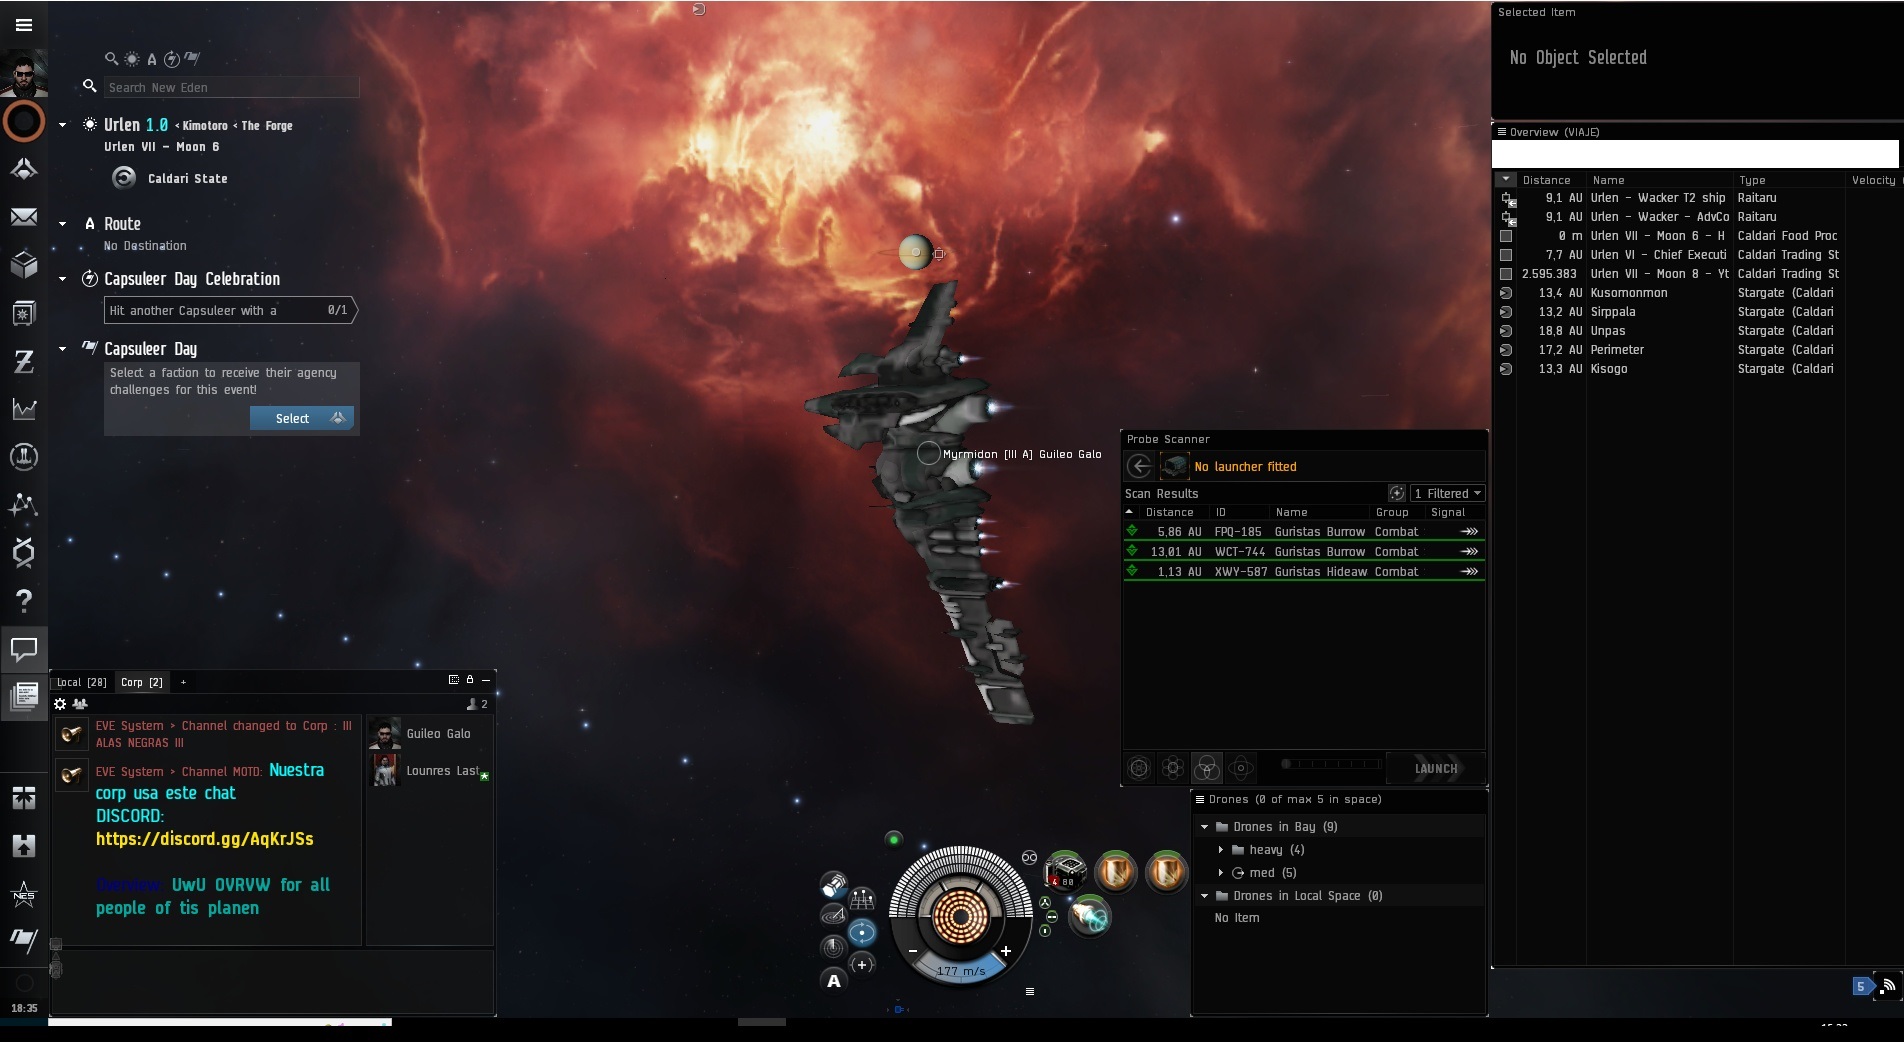 Search New Eden
Urlen 1.0 < Kimotoro < The Forge
Urlen VII - Moon 6
Caldari State
A Route
No Destination
Capsuleer Day Celebration
Hit another Capsuleer with a 0/1
Capsuleer Day
Select a faction to receive their agency
challenges for this event!
Select
Myrmidon [III A] Guileo Galo
Selected Item
No Object Selected
Overview (VIAJE)
Distance Name Type Velocity
9,1 AU Urlen - Wacker T2 ship Raitaru
9,1 AU Urlen - Wacker - AdvCo Raitaru
0 m Urlen VII - Moon 6 - H Caldari Food Proc
7,7 AU Urlen VI - Chief Executi Caldari Trading St
2.595.383 Urlen VII - Moon 8 - Yt Caldari Trading St
13,4 AU Kusomonmon Stargate (Caldari
13,2 AU Sirppala Stargate (Caldari
18,8 AU Unpas Stargate (Caldari
17,2 AU Perimeter Stargate (Caldari
13,3 AU Kisogo Stargate (Caldari
Probe Scanner
No launcher fitted
Scan Results 1 Filtered
Distance ID Name Group Signal
5,86 AU FPQ-185 Guristas Burrow Combat
13,01 AU WCT-744 Guristas Burrow Combat
1,13 AU XWY-587 Guristas Hideaw Combat
LAUNCH
Drones (0 of max 5 in space)
Drones in Bay (9)
heavy (4)
med (5)
Drones in Local Space (0)
No Item
Local [28] Corp [2] +
2
EVE System > Channel changed to Corp : III
ALAS NEGRAS III
EVE System > Channel MOTD: Nuestra
corp usa este chat
DISCORD:
https://discord.gg/AqKrJSs
Overview: UwU OVRVW for all
people of tis planen
Guileo Galo
Lounres Last
4 80
177 m/s
A
NES
18:35
5